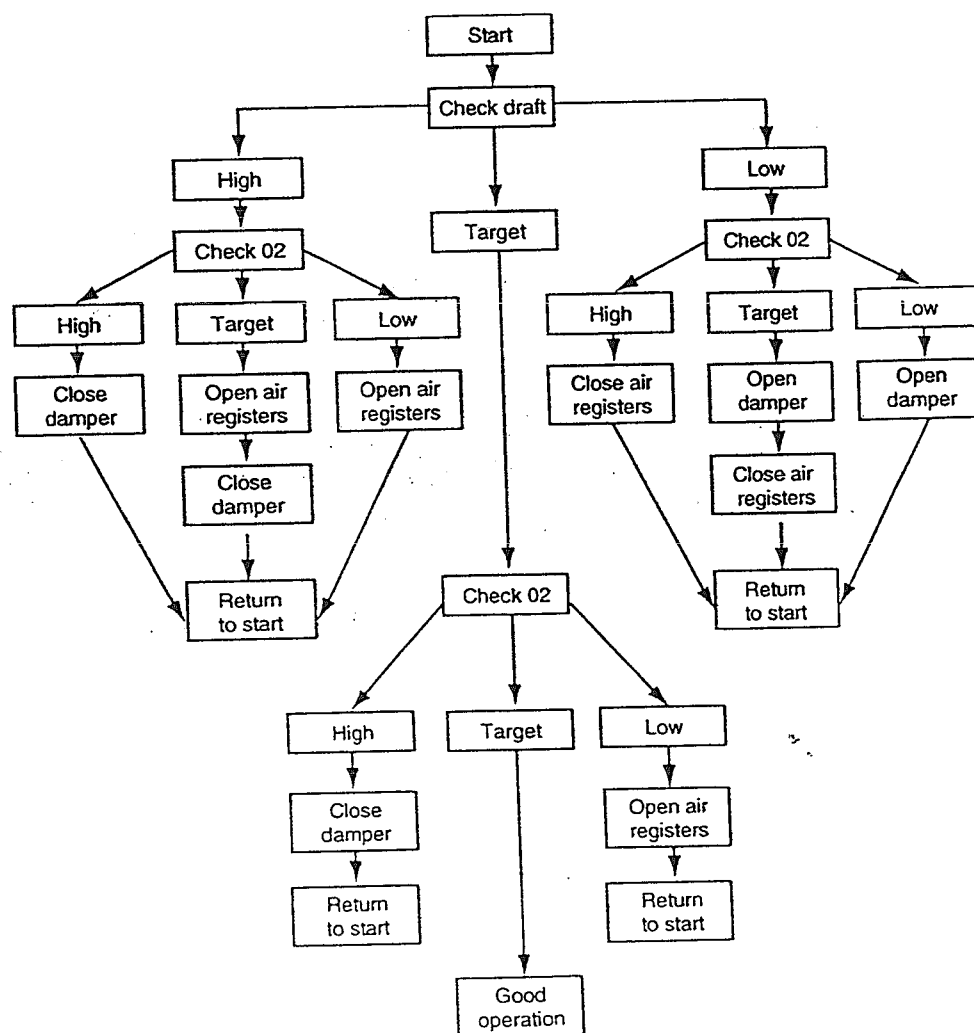 Start
Check draft
High
Low
Target
Check 02
Check 02
High
Target
Low
High
Target
Low
Close
damper
Open air
registers
Open air
registers
Close air
registers
Open
damper
Open
damper
Close
damper
Close air
registers
Return
to start
Return
to start
Check 02
High
Target
Low
Close
damper
Open air
registers
Return
to start
Return
to start
Good
operation